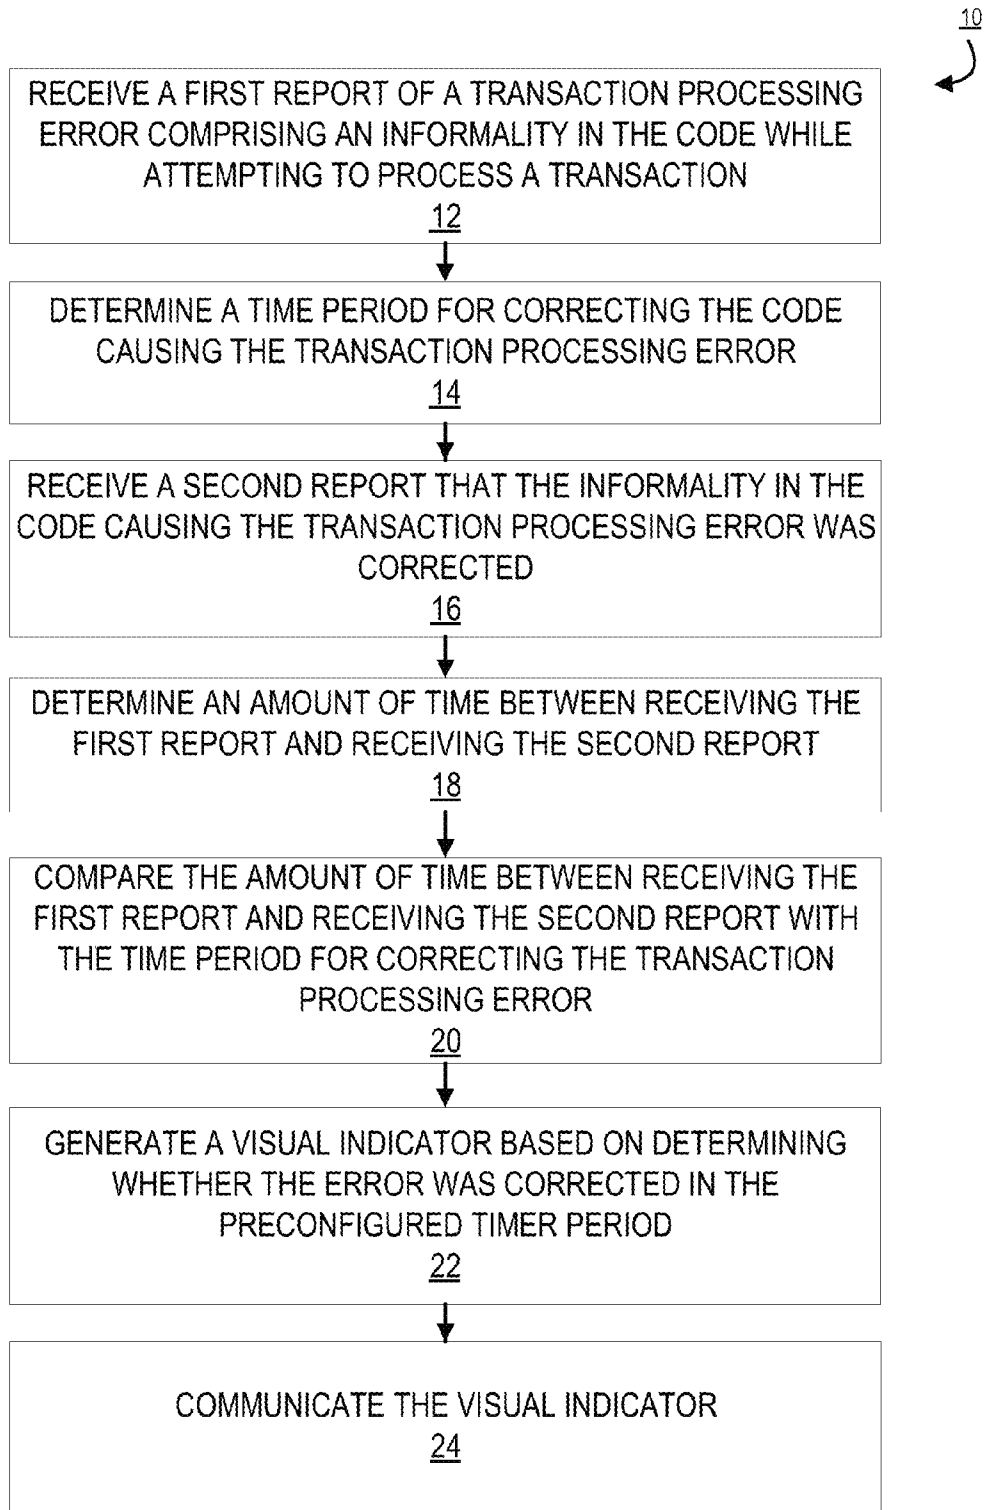 10
RECEIVE A FIRST REPORT OF A TRANSACTION PROCESSING
ERROR COMPRISING AN INFORMALITY IN THE CODE WHILE
ATTEMPTING TO PROCESS A TRANSACTION
12
DETERMINE A TIME PERIOD FOR CORRECTING THE CODE
CAUSING THE TRANSACTION PROCESSING ERROR
14
RECEIVE A SECOND REPORT THAT THE INFORMALITY IN THE
CODE CAUSING THE TRANSACTION PROCESSING ERROR WAS
CORRECTED
16
DETERMINE AN AMOUNT OF TIME BETWEEN RECEIVING THE
FIRST REPORT AND RECEIVING THE SECOND REPORT
18
COMPARE THE AMOUNT OF TIME BETWEEN RECEIVING THE
FIRST REPORT AND RECEIVING THE SECOND REPORT WITH
THE TIME PERIOD FOR CORRECTING THE TRANSACTION
PROCESSING ERROR
20
GENERATE A VISUAL INDICATOR BASED ON DETERMINING
WHETHER THE ERROR WAS CORRECTED IN THE
PRECONFIGURED TIMER PERIOD
22
COMMUNICATE THE VISUAL INDICATOR
24